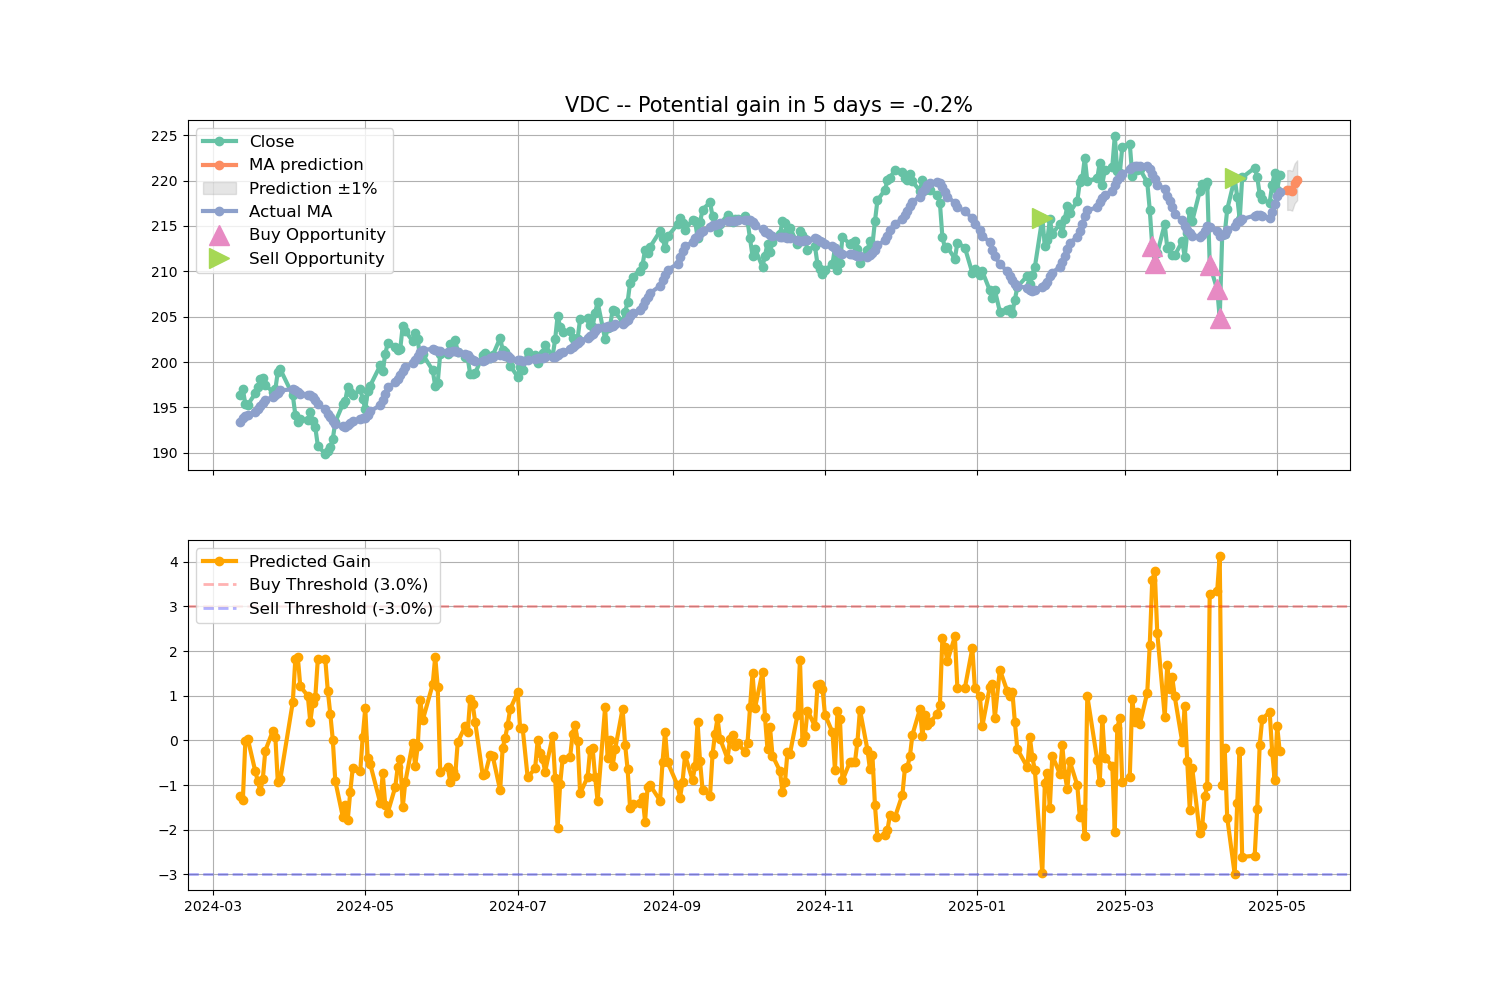 VDC -- Potential gain in 5 days = -0.2%
225
220
215
210
205
200
195
190
Close
MA prediction
Prediction ±1%
Actual MA
Buy Opportunity
Sell Opportunity
4
3
2
1
0
−1
−2
−3
Predicted Gain
Buy Threshold (3.0%)
Sell Threshold (-3.0%)
2024-03
2024-05
2024-07
2024-09
2024-11
2025-01
2025-03
2025-05